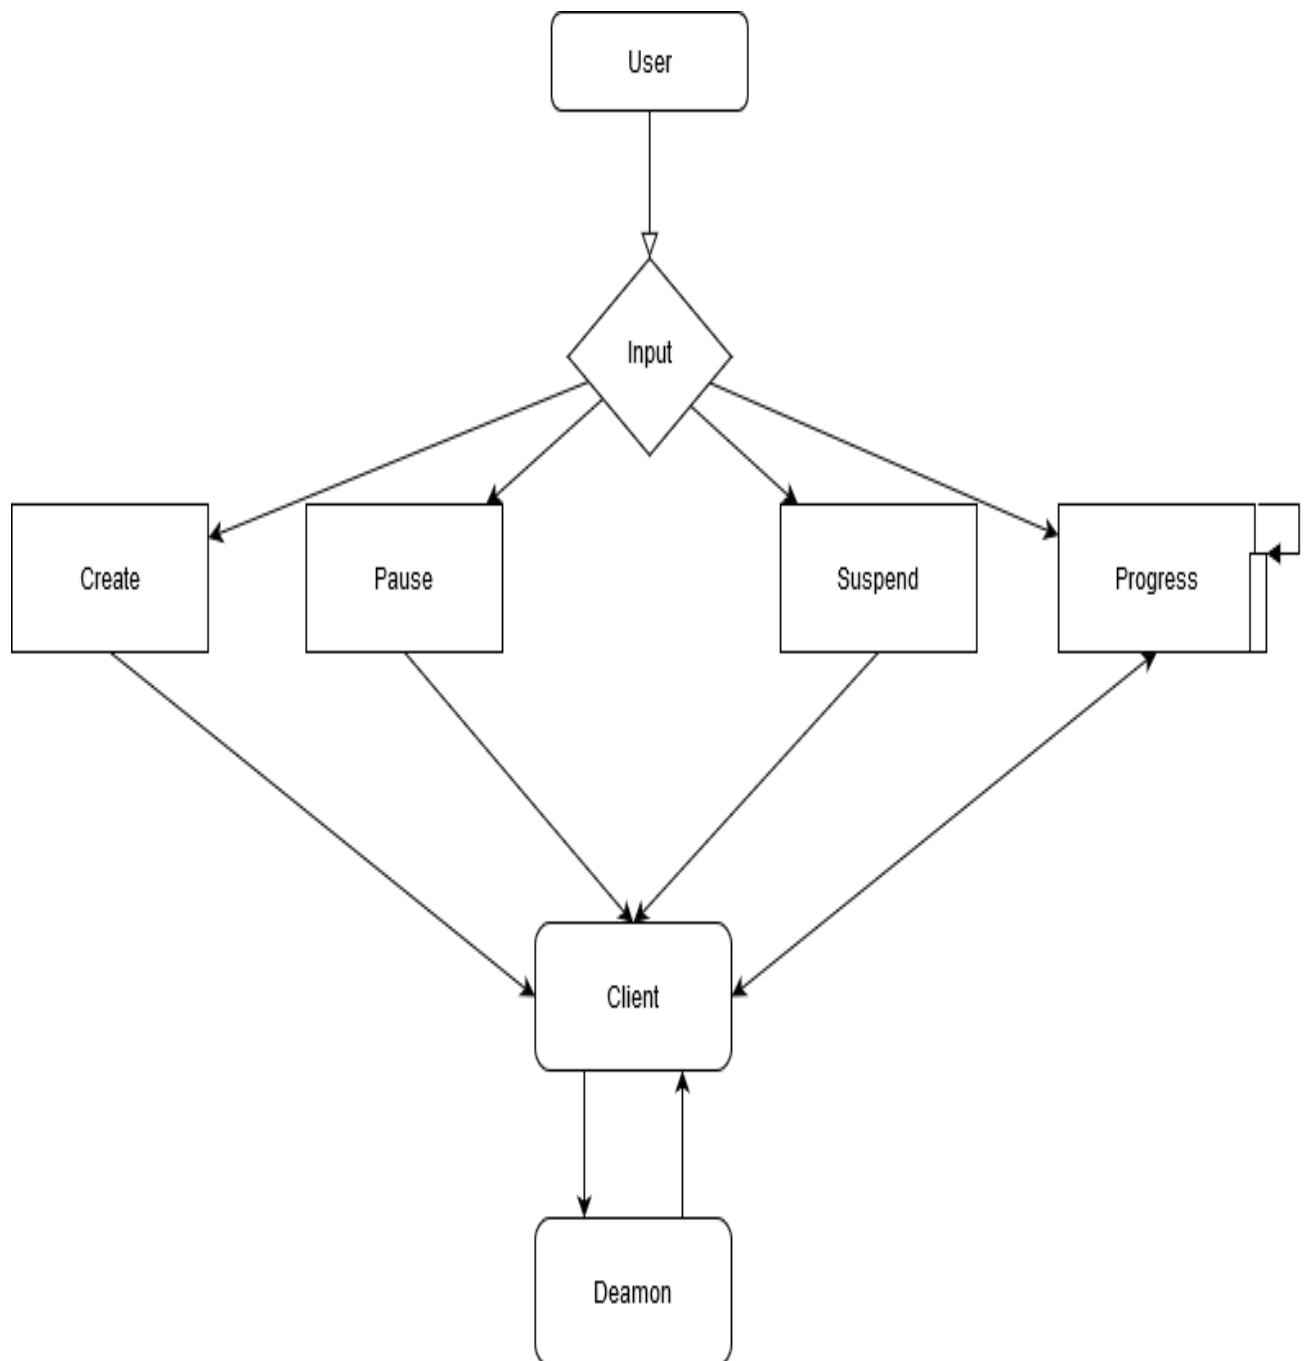 User
Input
Create
Pause
Suspend
Progress
Client
Deamon